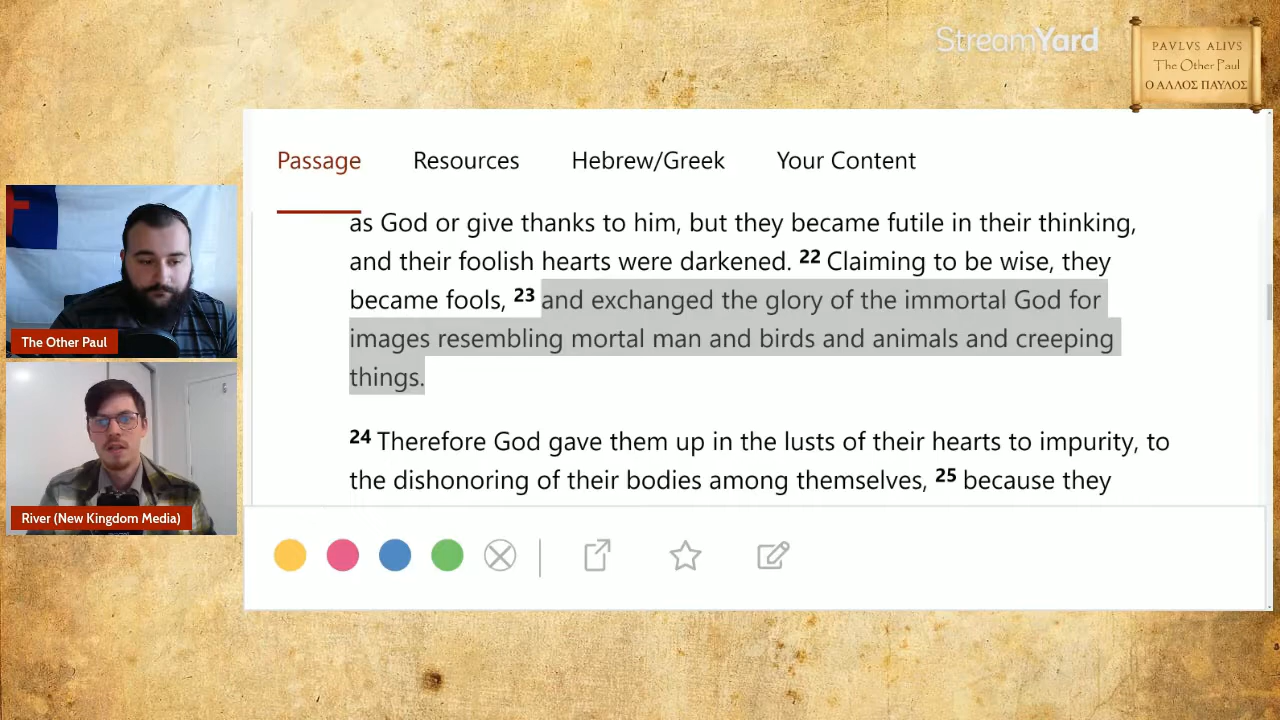 StreamYard
PAVLVS ALIVS
The Other Paul
Ο ΑΛΛΟΣ ΠΑΥΛΟΣ
Passage
Resources
Hebrew/Greek
Your Content
as God or give thanks to him, but they became futile in their thinking,
and their foolish hearts were darkened. 22 Claiming to be wise, they
became fools, 23 and exchanged the glory of the immortal God for
images resembling mortal man and birds and animals and creeping
things.
24 Therefore God gave them up in the lusts of their hearts to impurity, to
the dishonoring of their bodies among themselves, 25 because they
The Other Paul
River (New Kingdom Media)